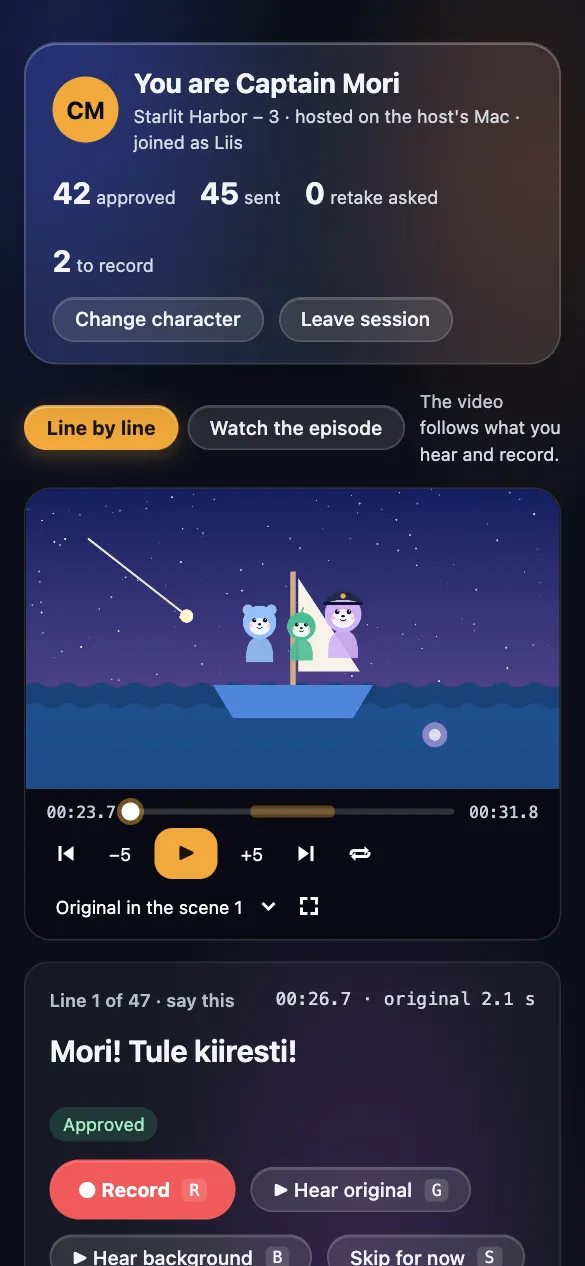 CM
You are Captain Mori
Starlit Harbor – 3 · hosted on the host's Mac ·
joined as Liis
42 approved 45 sent 0 retake asked
2 to record
Change character Leave session
Line by line Watch the episode
The video
follows what you
hear and record.
00:23.7 00:31.8
−5 +5
Original in the scene 1
Line 1 of 47 · say this 00:26.7 · original 2.1 s
Mori! Tule kiiresti!
Approved
Record R Hear original G
Hear background B Skip for now S